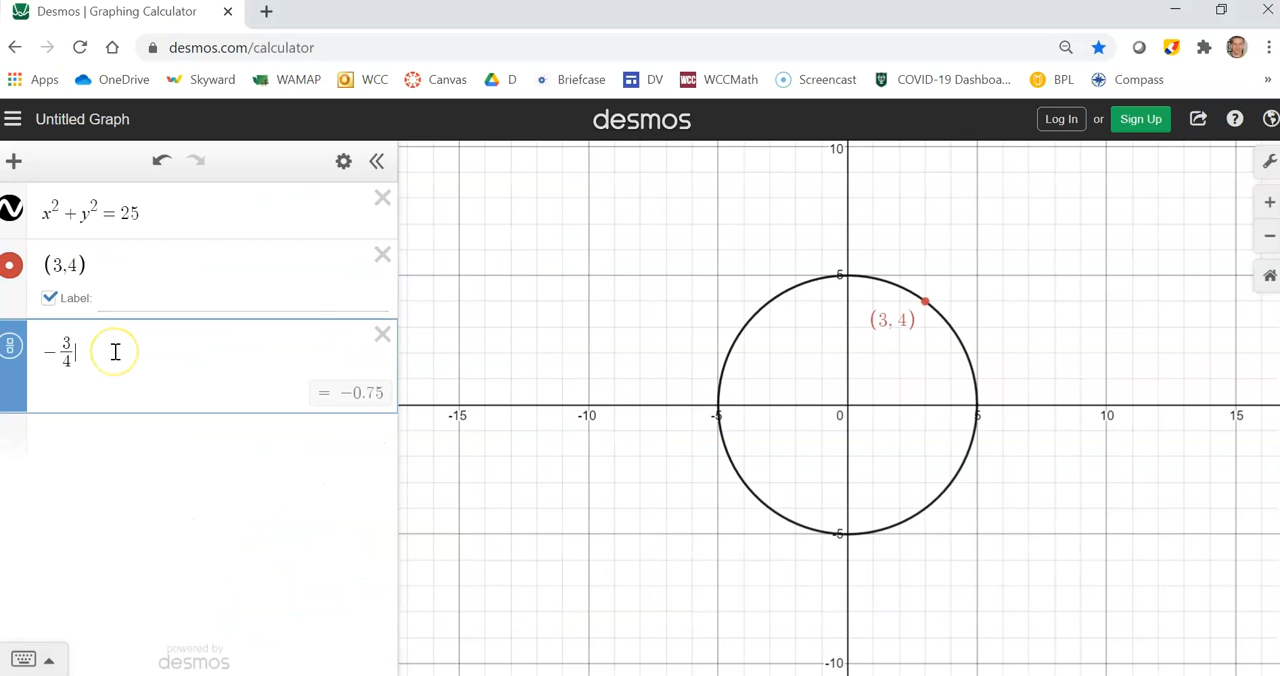 Desmos | Graphing Calculator
desmos.com/calculator
Apps OneDrive Skyward WAMAP WCC Canvas D Briefcase DV WCCMath Screencast COVID-19 Dashboa... BPL Compass »
Untitled Graph desmos Log In or Sign Up
x² + y² = 25
(3,4)
Label:
− 3/4
= −0.75
10
5
(3, 4)
-15 -10 -5 0 5 10 15
-5
-10
powered by
desmos